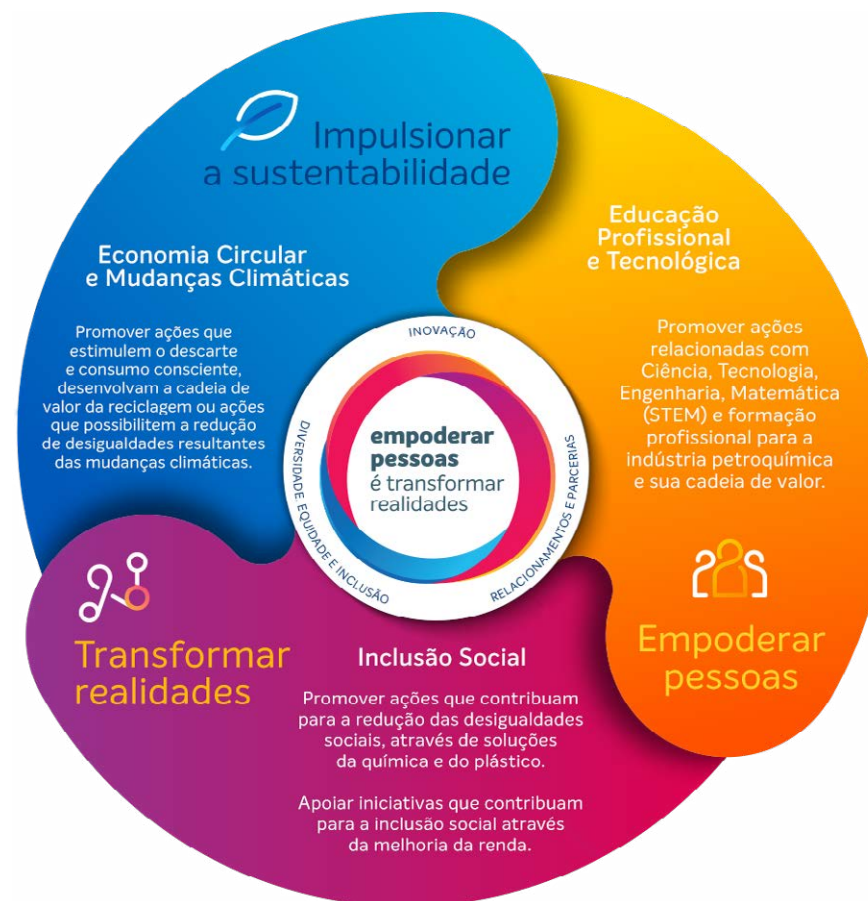 Impulsionar
a sustentabilidade
Economia Circular
e Mudanças Climáticas
Promover ações que
estimulem o descarte
e consumo consciente,
desenvolvam a cadeia de
valor da reciclagem ou ações
que possibilitem a redução
de desigualdades resultantes
das mudanças climáticas.
Educação
Profissional
e Tecnológica
Promover ações
relacionadas com
Ciência, Tecnologia,
Engenharia, Matemática
(STEM) e formação
profissional para a
indústria petroquímica
e sua cadeia de valor.
Empoderar
pessoas
INOVAÇÃO
DIVERSIDADE, EQUIDADE E INCLUSÃO
RELACIONAMENTOS E PARCERIAS
empoderar
pessoas
é transformar
realidades
Transformar
realidades
Inclusão Social
Promover ações que contribuam
para a redução das desigualdades
sociais, através de soluções
da química e do plástico.
Apoiar iniciativas que contribuam
para a inclusão social através
da melhoria da renda.